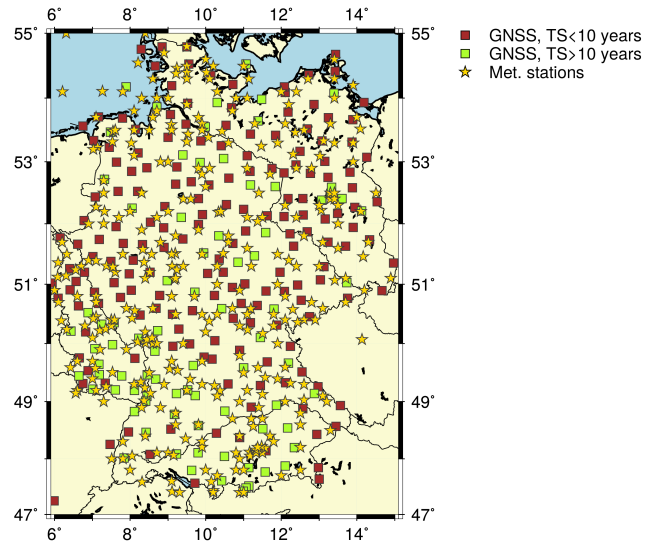 6° 8° 10° 12° 14°
55° 55°
GNSS, TS<10 years
GNSS, TS>10 years
Met. stations
53° 53°
51° 51°
49° 49°
47° 47°
6° 8° 10° 12° 14°